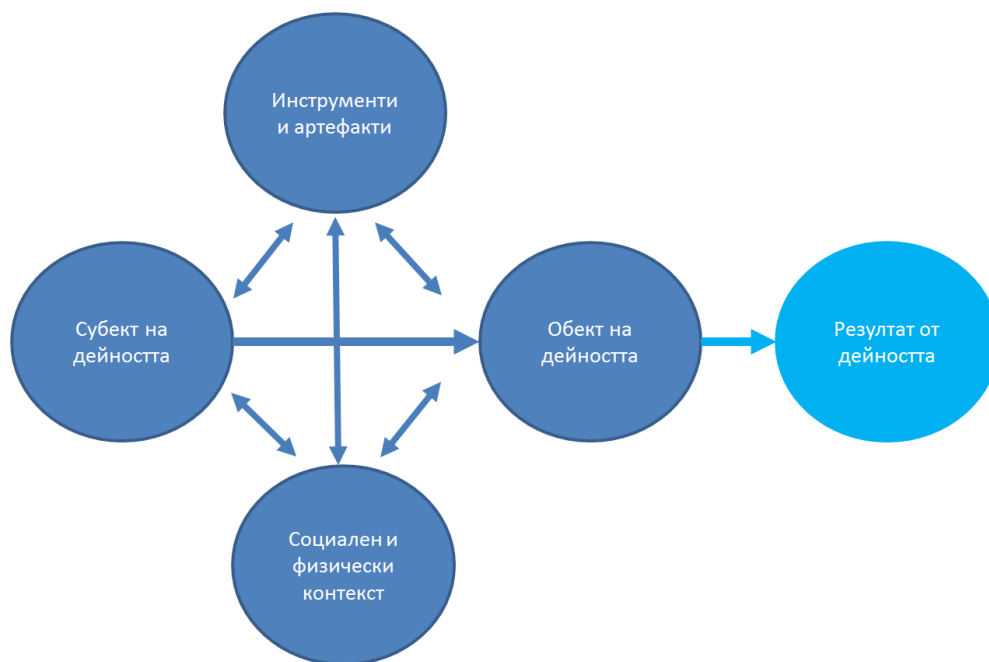 Инструменти
и артефакти
Субект на
дейността
Обект на
дейността
Резултат от
дейността
Социален и
физически
контекст